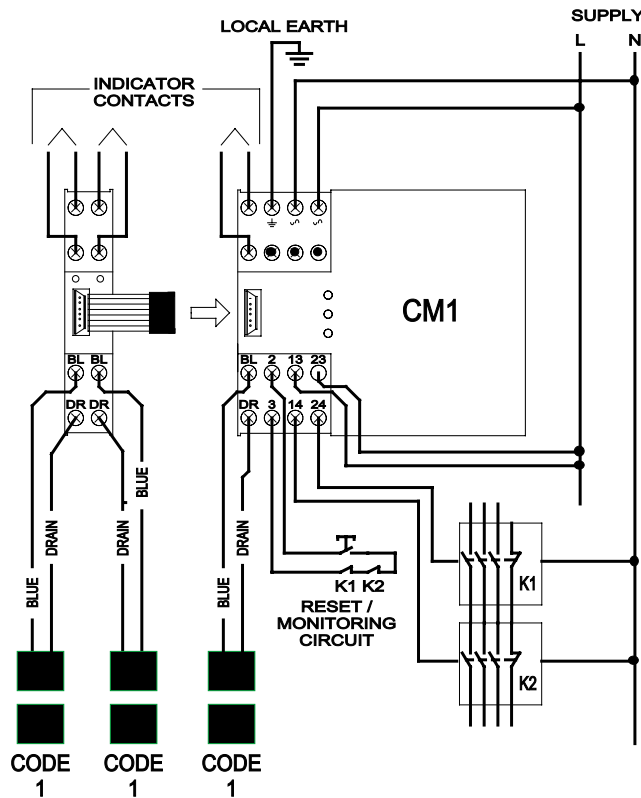 SUPPLY
L N
LOCAL EARTH
INDICATOR
CONTACTS
CM1
BL BL
DR DR
BL 2 13 23
DR 3 14 24
BLUE
DRAIN
DRAIN
BLUE
BLUE
DRAIN
K1 K2
RESET /
MONITORING
CIRCUIT
K1
K2
CODE
1
CODE
1
CODE
1